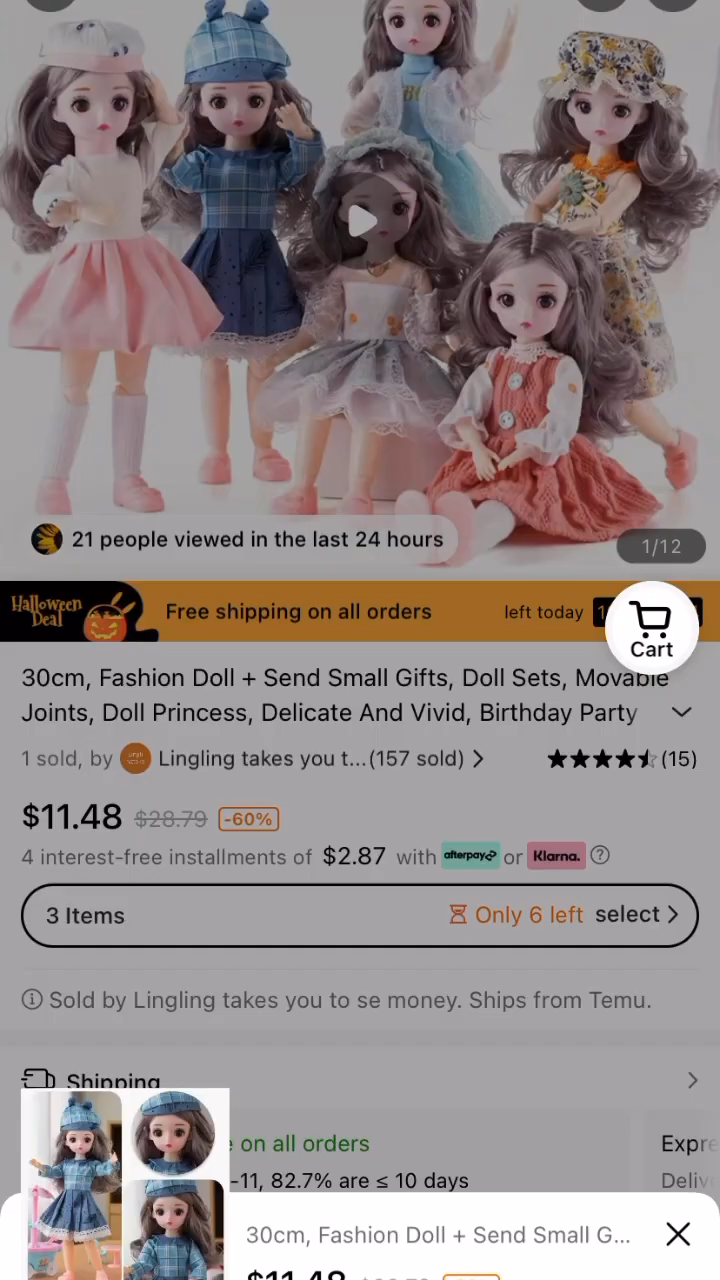 21 people viewed in the last 24 hours
1/12
Halloween
Deal
Free shipping on all orders
left today
Cart
30cm, Fashion Doll + Send Small Gifts, Doll Sets, Movable
Joints, Doll Princess, Delicate And Vivid, Birthday Party
1 sold, by Lingling takes you t...(157 sold)
(15)
$11.48 $28.79 -60%
4 interest-free installments of $2.87 with afterpay or Klarna.
3 Items
Only 6 left select
Sold by Lingling takes you to se money. Ships from Temu.
Shipping
on all orders
-11, 82.7% are ≤ 10 days
30cm, Fashion Doll + Send Small G...
$11.48